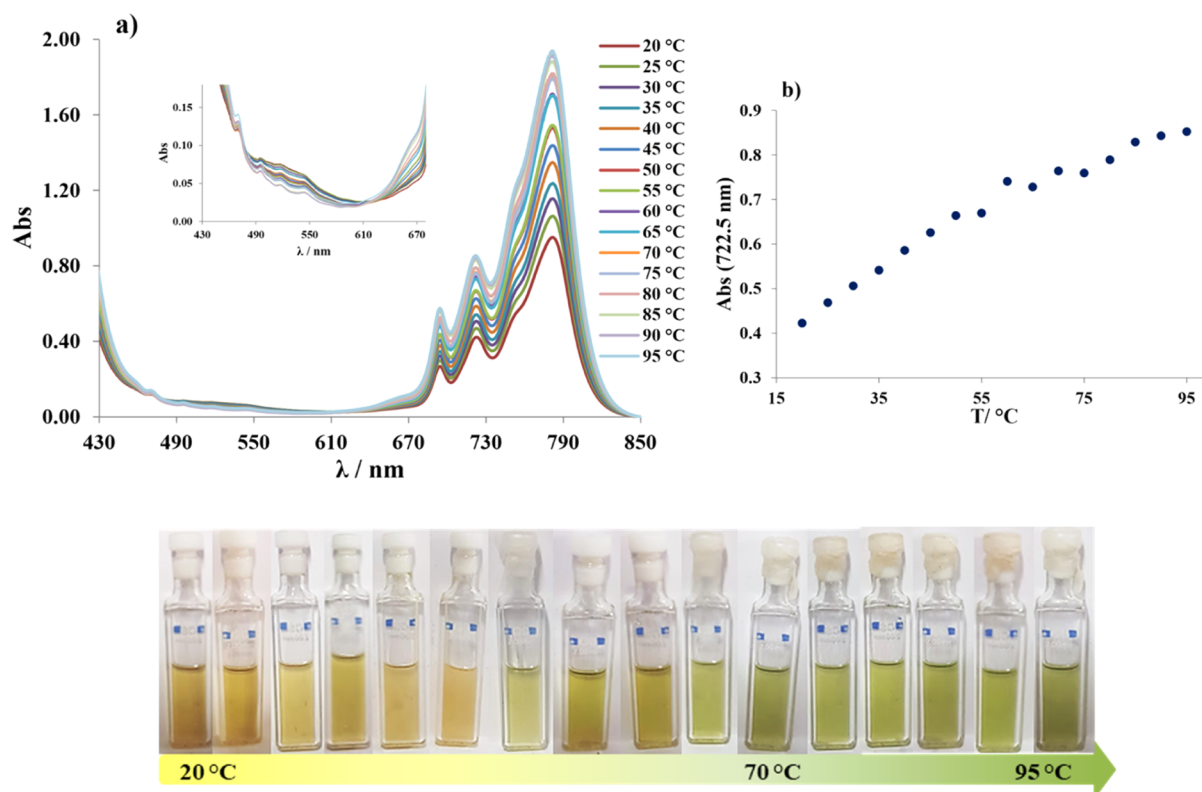 a)
2.00
1.60
1.20
0.80
0.40
0.00
Abs
430
490
550
610
670
730
790
850
λ / nm
0.15
0.10
0.05
0.00
Abs
430
490
550
610
670
λ / nm
20 °C
25 °C
30 °C
35 °C
40 °C
45 °C
50 °C
55 °C
60 °C
65 °C
70 °C
75 °C
80 °C
85 °C
90 °C
95 °C
b)
0.9
0.8
0.7
0.6
0.5
0.4
0.3
Abs (722.5 nm)
15
35
55
75
95
T/ °C
20 °C
70 °C
95 °C